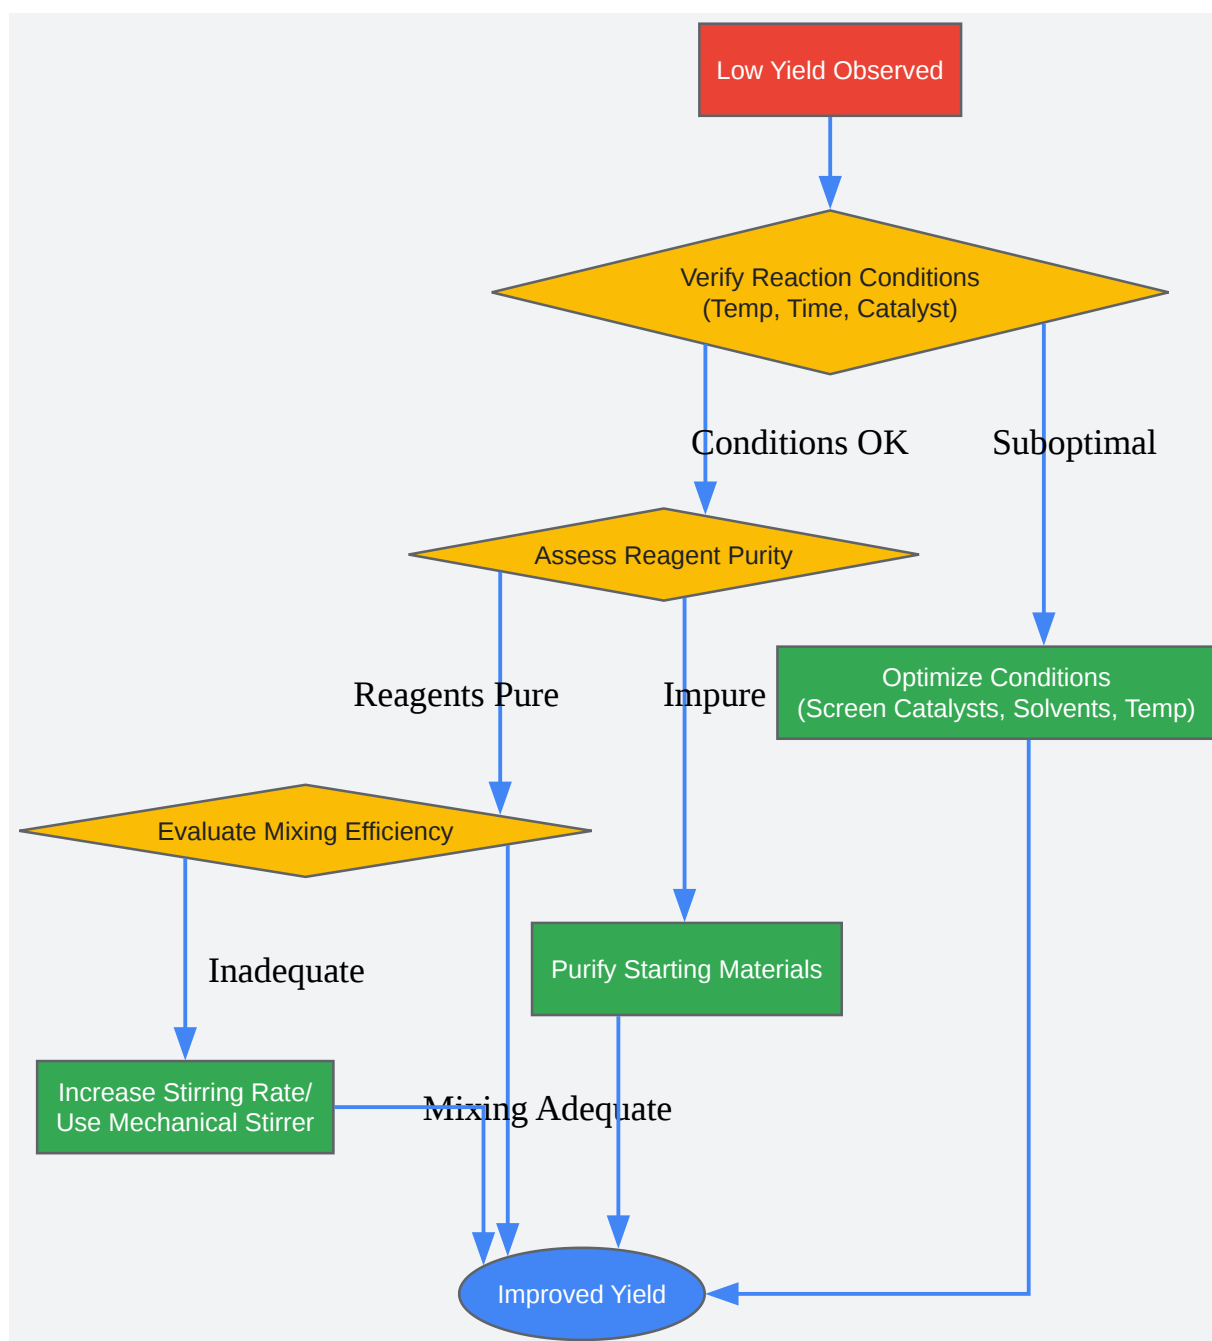 Low Yield Observed
Verify Reaction Conditions
(Temp, Time, Catalyst)
Conditions OK
Suboptimal
Assess Reagent Purity
Reagents Pure
Impure
Optimize Conditions
(Screen Catalysts, Solvents, Temp)
Evaluate Mixing Efficiency
Inadequate
Purify Starting Materials
Increase Stirring Rate/
Use Mechanical Stirrer
Mixing Adequate
Improved Yield